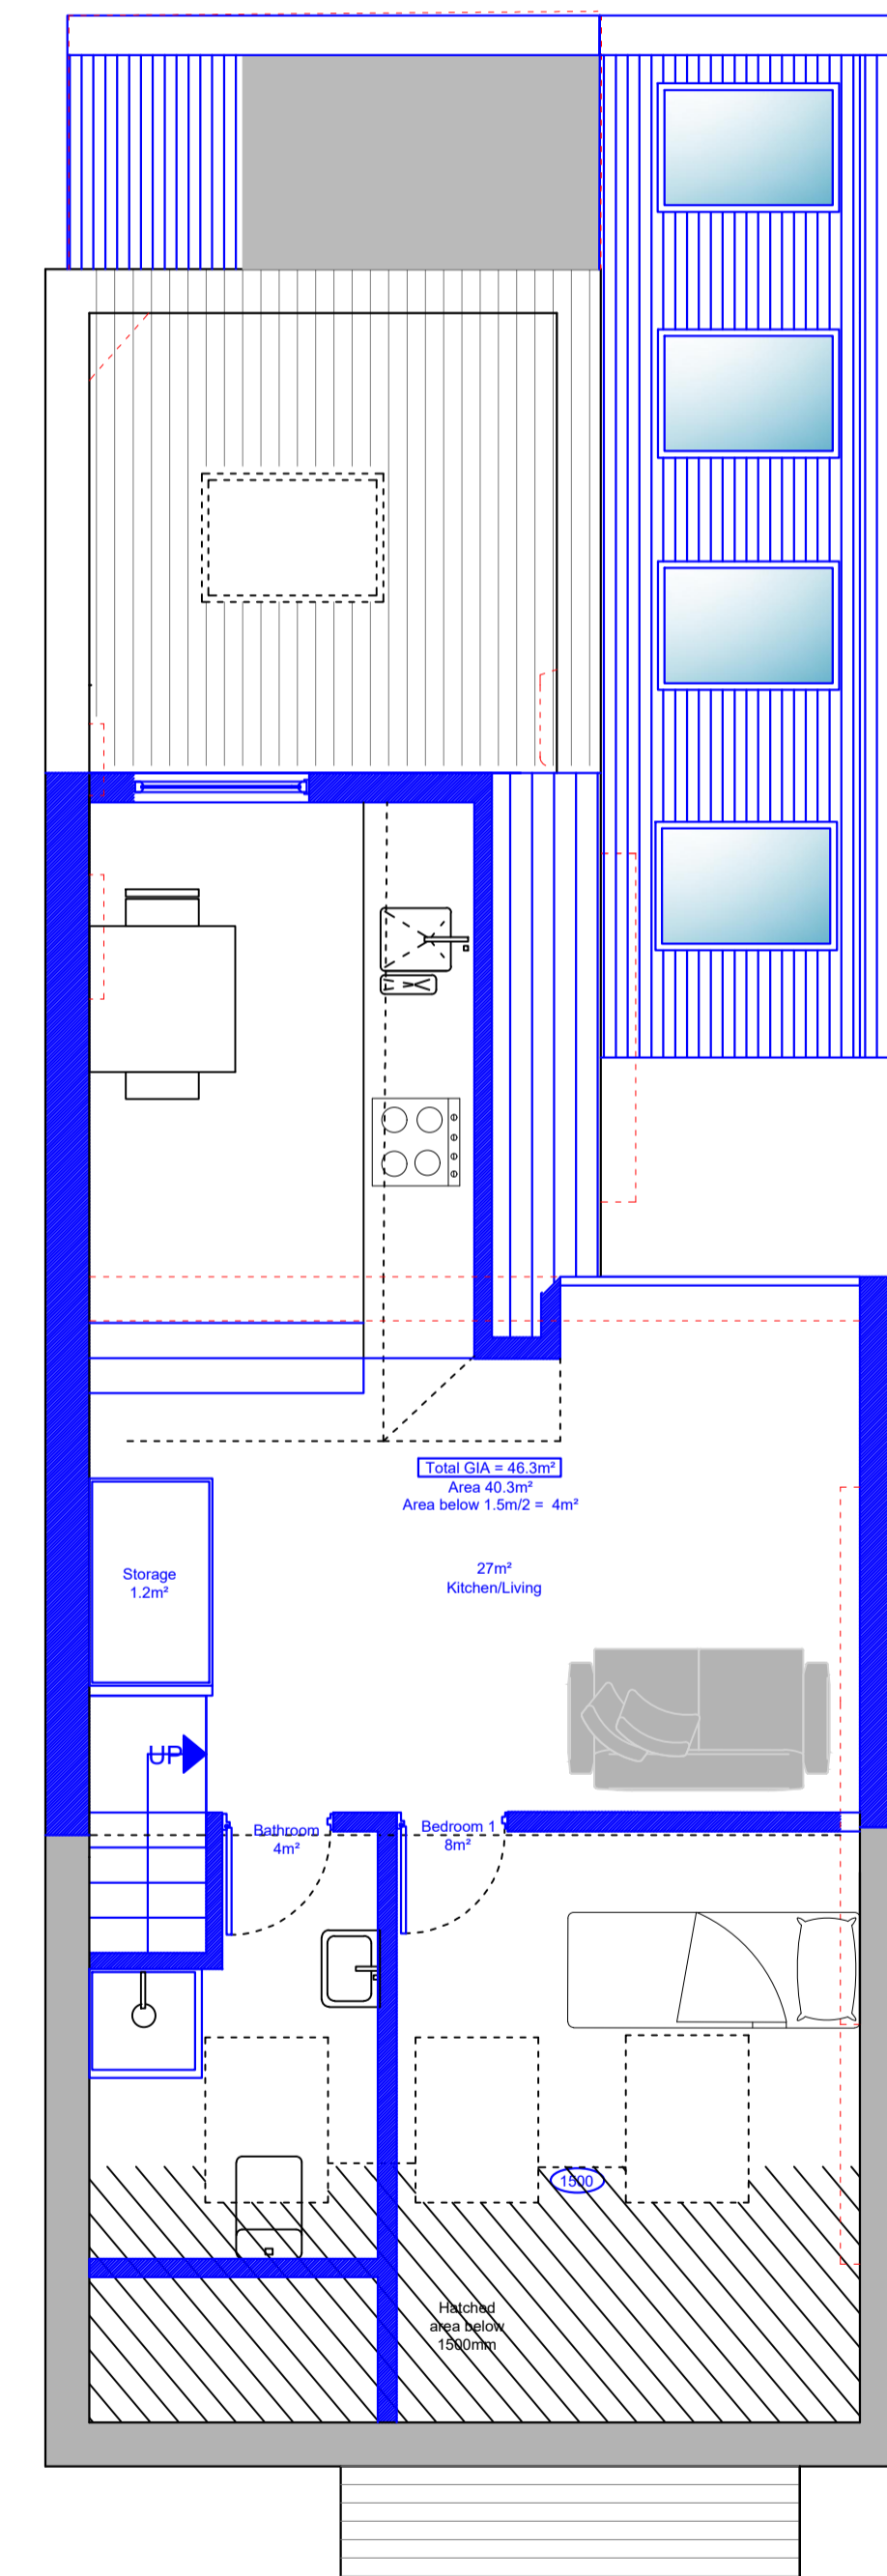 Total GIA = 46.3m²
Area 40.3m²
Area below 1.5m/2 = 4m²
27m²
Kitchen/Living
Storage
1.2m²
UP
Bathroom
4m²
Bedroom 1
8m²
1500
Hatched
area below
1500mm